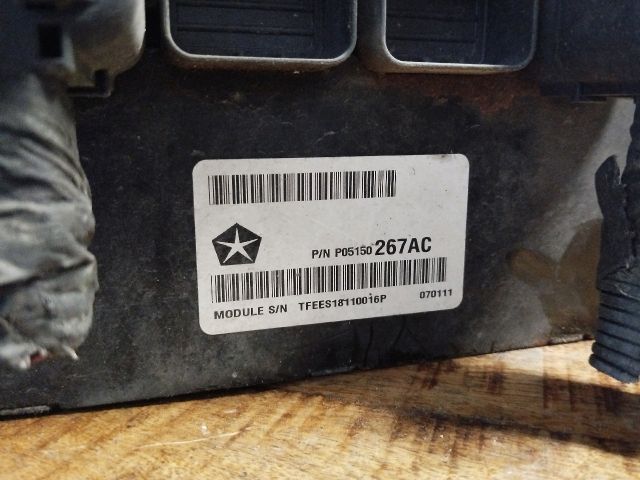 P/N P05150267AC
MODULE S/N TFEES18110016P 070111